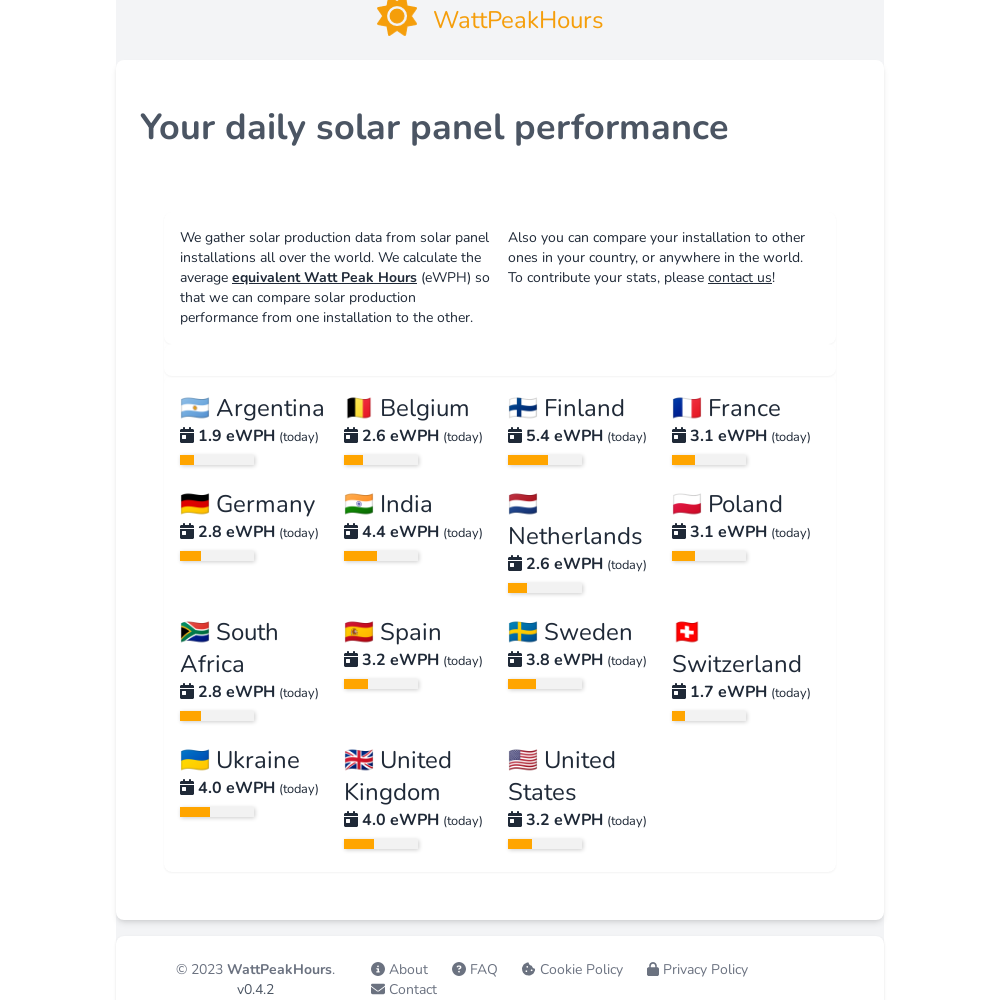 WattPeakHours
Your daily solar panel performance
We gather solar production data from solar panel
installations all over the world. We calculate the
average equivalent Watt Peak Hours (eWPH) so
that we can compare solar production
performance from one installation to the other.
Also you can compare your installation to other
ones in your country, or anywhere in the world.
To contribute your stats, please contact us!
Argentina
1.9 eWPH (today)
Belgium
2.6 eWPH (today)
Finland
5.4 eWPH (today)
France
3.1 eWPH (today)
Germany
2.8 eWPH (today)
India
4.4 eWPH (today)
Netherlands
2.6 eWPH (today)
Poland
3.1 eWPH (today)
South
Africa
2.8 eWPH (today)
Spain
3.2 eWPH (today)
Sweden
3.8 eWPH (today)
Switzerland
1.7 eWPH (today)
Ukraine
4.0 eWPH (today)
United
Kingdom
4.0 eWPH (today)
United
States
3.2 eWPH (today)
© 2023 WattPeakHours.
v0.4.2
About FAQ Cookie Policy Privacy Policy
Contact